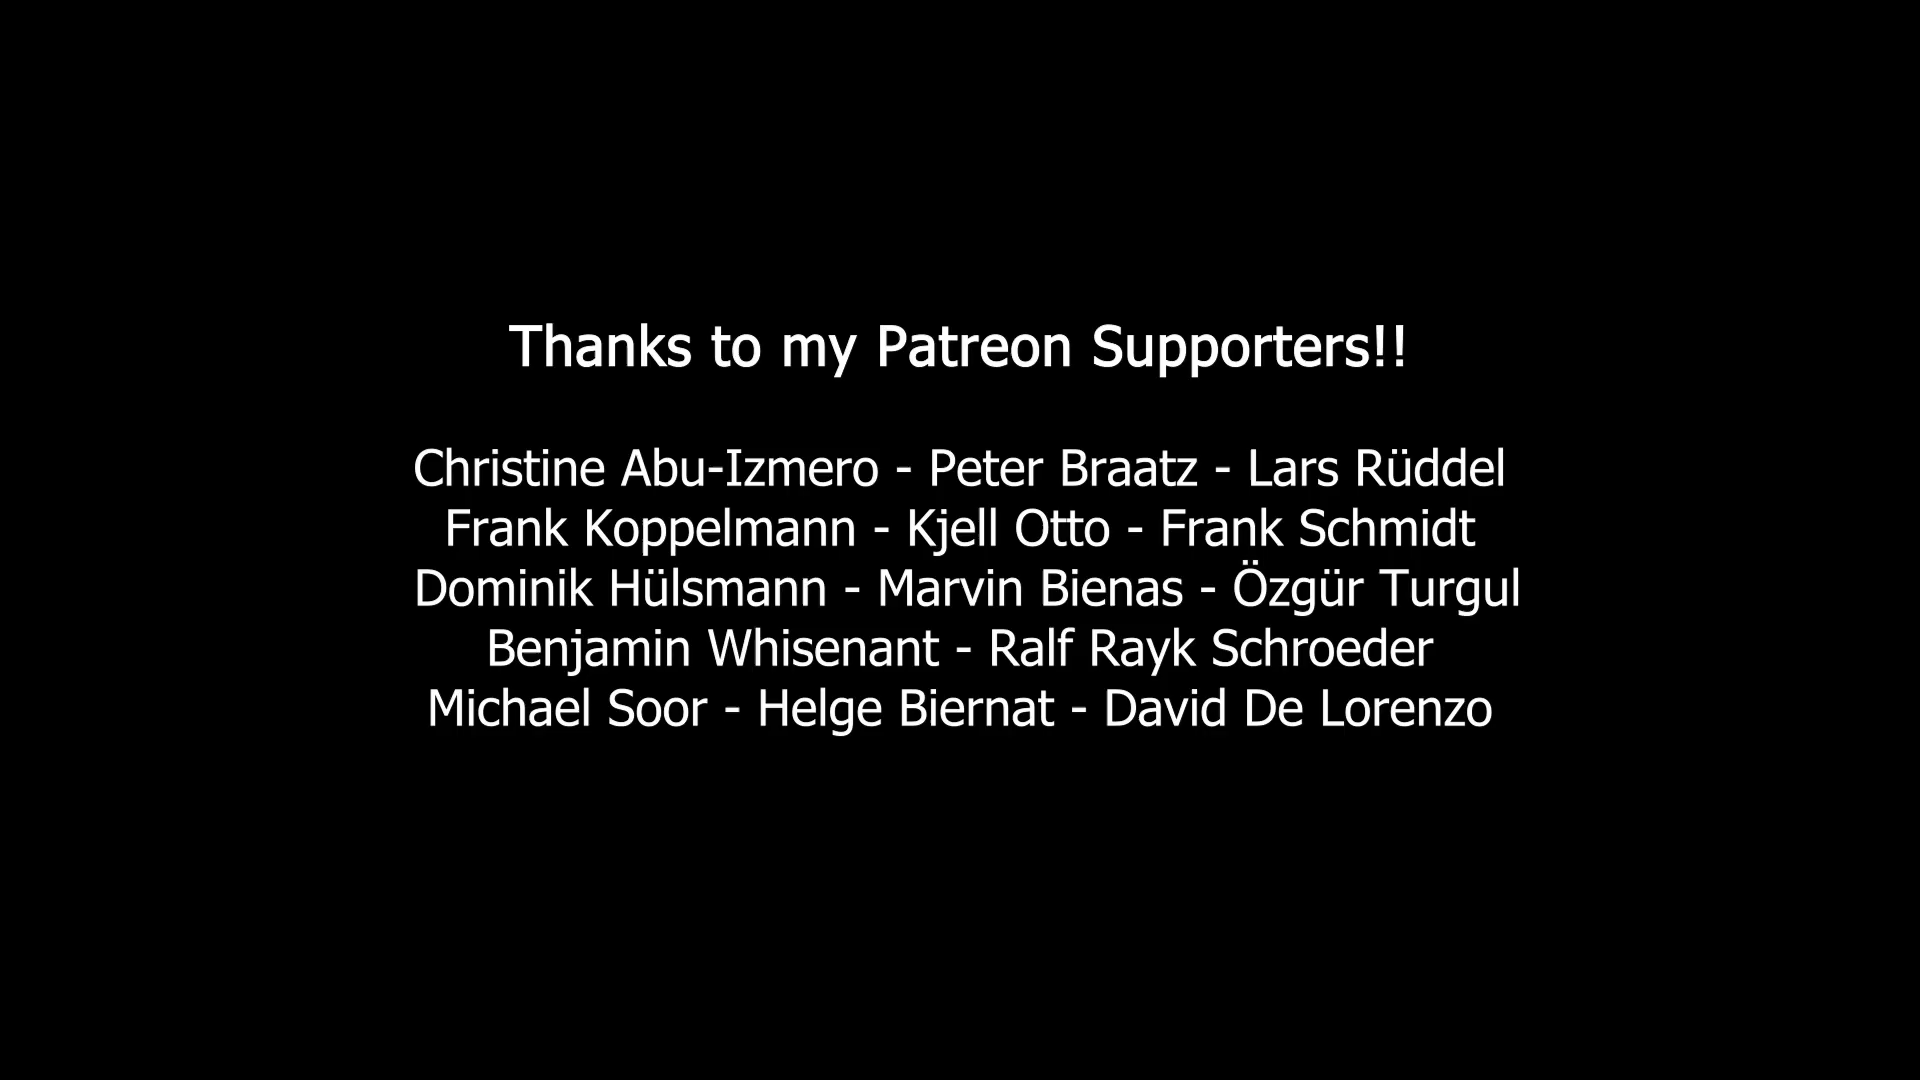 Thanks to my Patreon Supporters!!
Christine Abu-Izmero - Peter Braatz - Lars Rüddel
Frank Koppelmann - Kjell Otto - Frank Schmidt
Dominik Hülsmann - Marvin Bienas - Özgür Turgul
Benjamin Whisenant - Ralf Rayk Schroeder
Michael Soor - Helge Biernat - David De Lorenzo